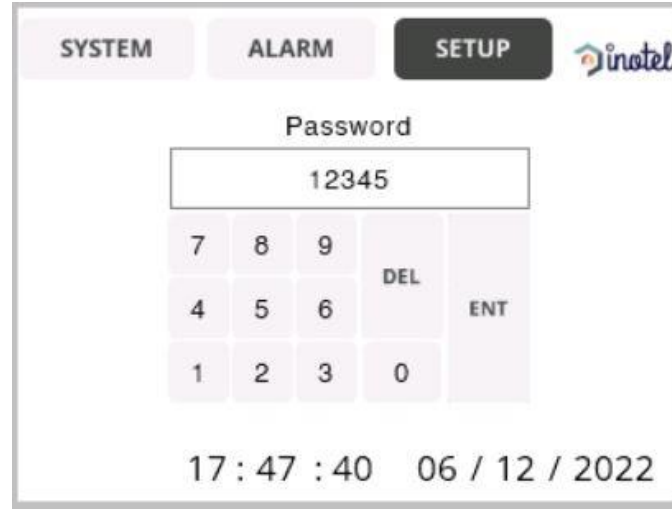 SYSTEM ALARM SETUP inotel
Password
12345
7 8 9
DEL
4 5 6 ENT
1 2 3 0
17 : 47 : 40 06 / 12 / 2022